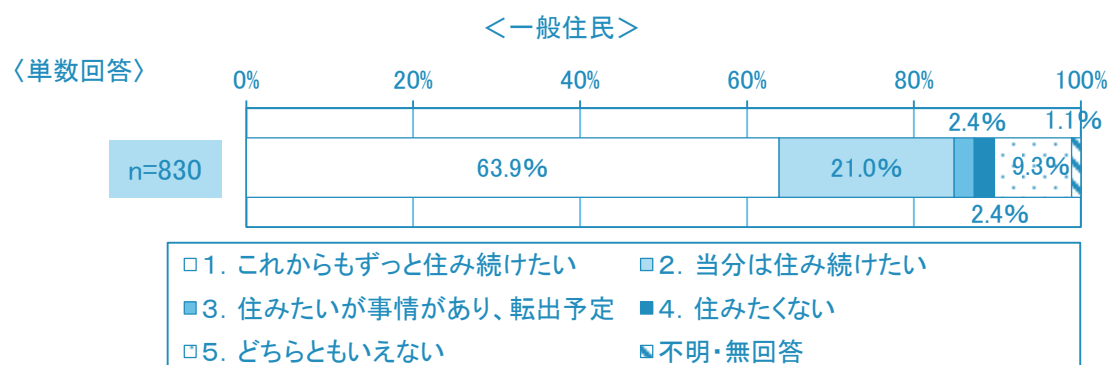 ＜一般住民＞
〈単数回答〉
0% 20% 40% 60% 80% 100%
2.4% 1.1%
n=830 63.9% 21.0% 9.3%
2.4%
1．これからもずっと住み続けたい 2．当分は住み続けたい
3．住みたいが事情があり、転出予定 4．住みたくない
5．どちらともいえない 不明・無回答